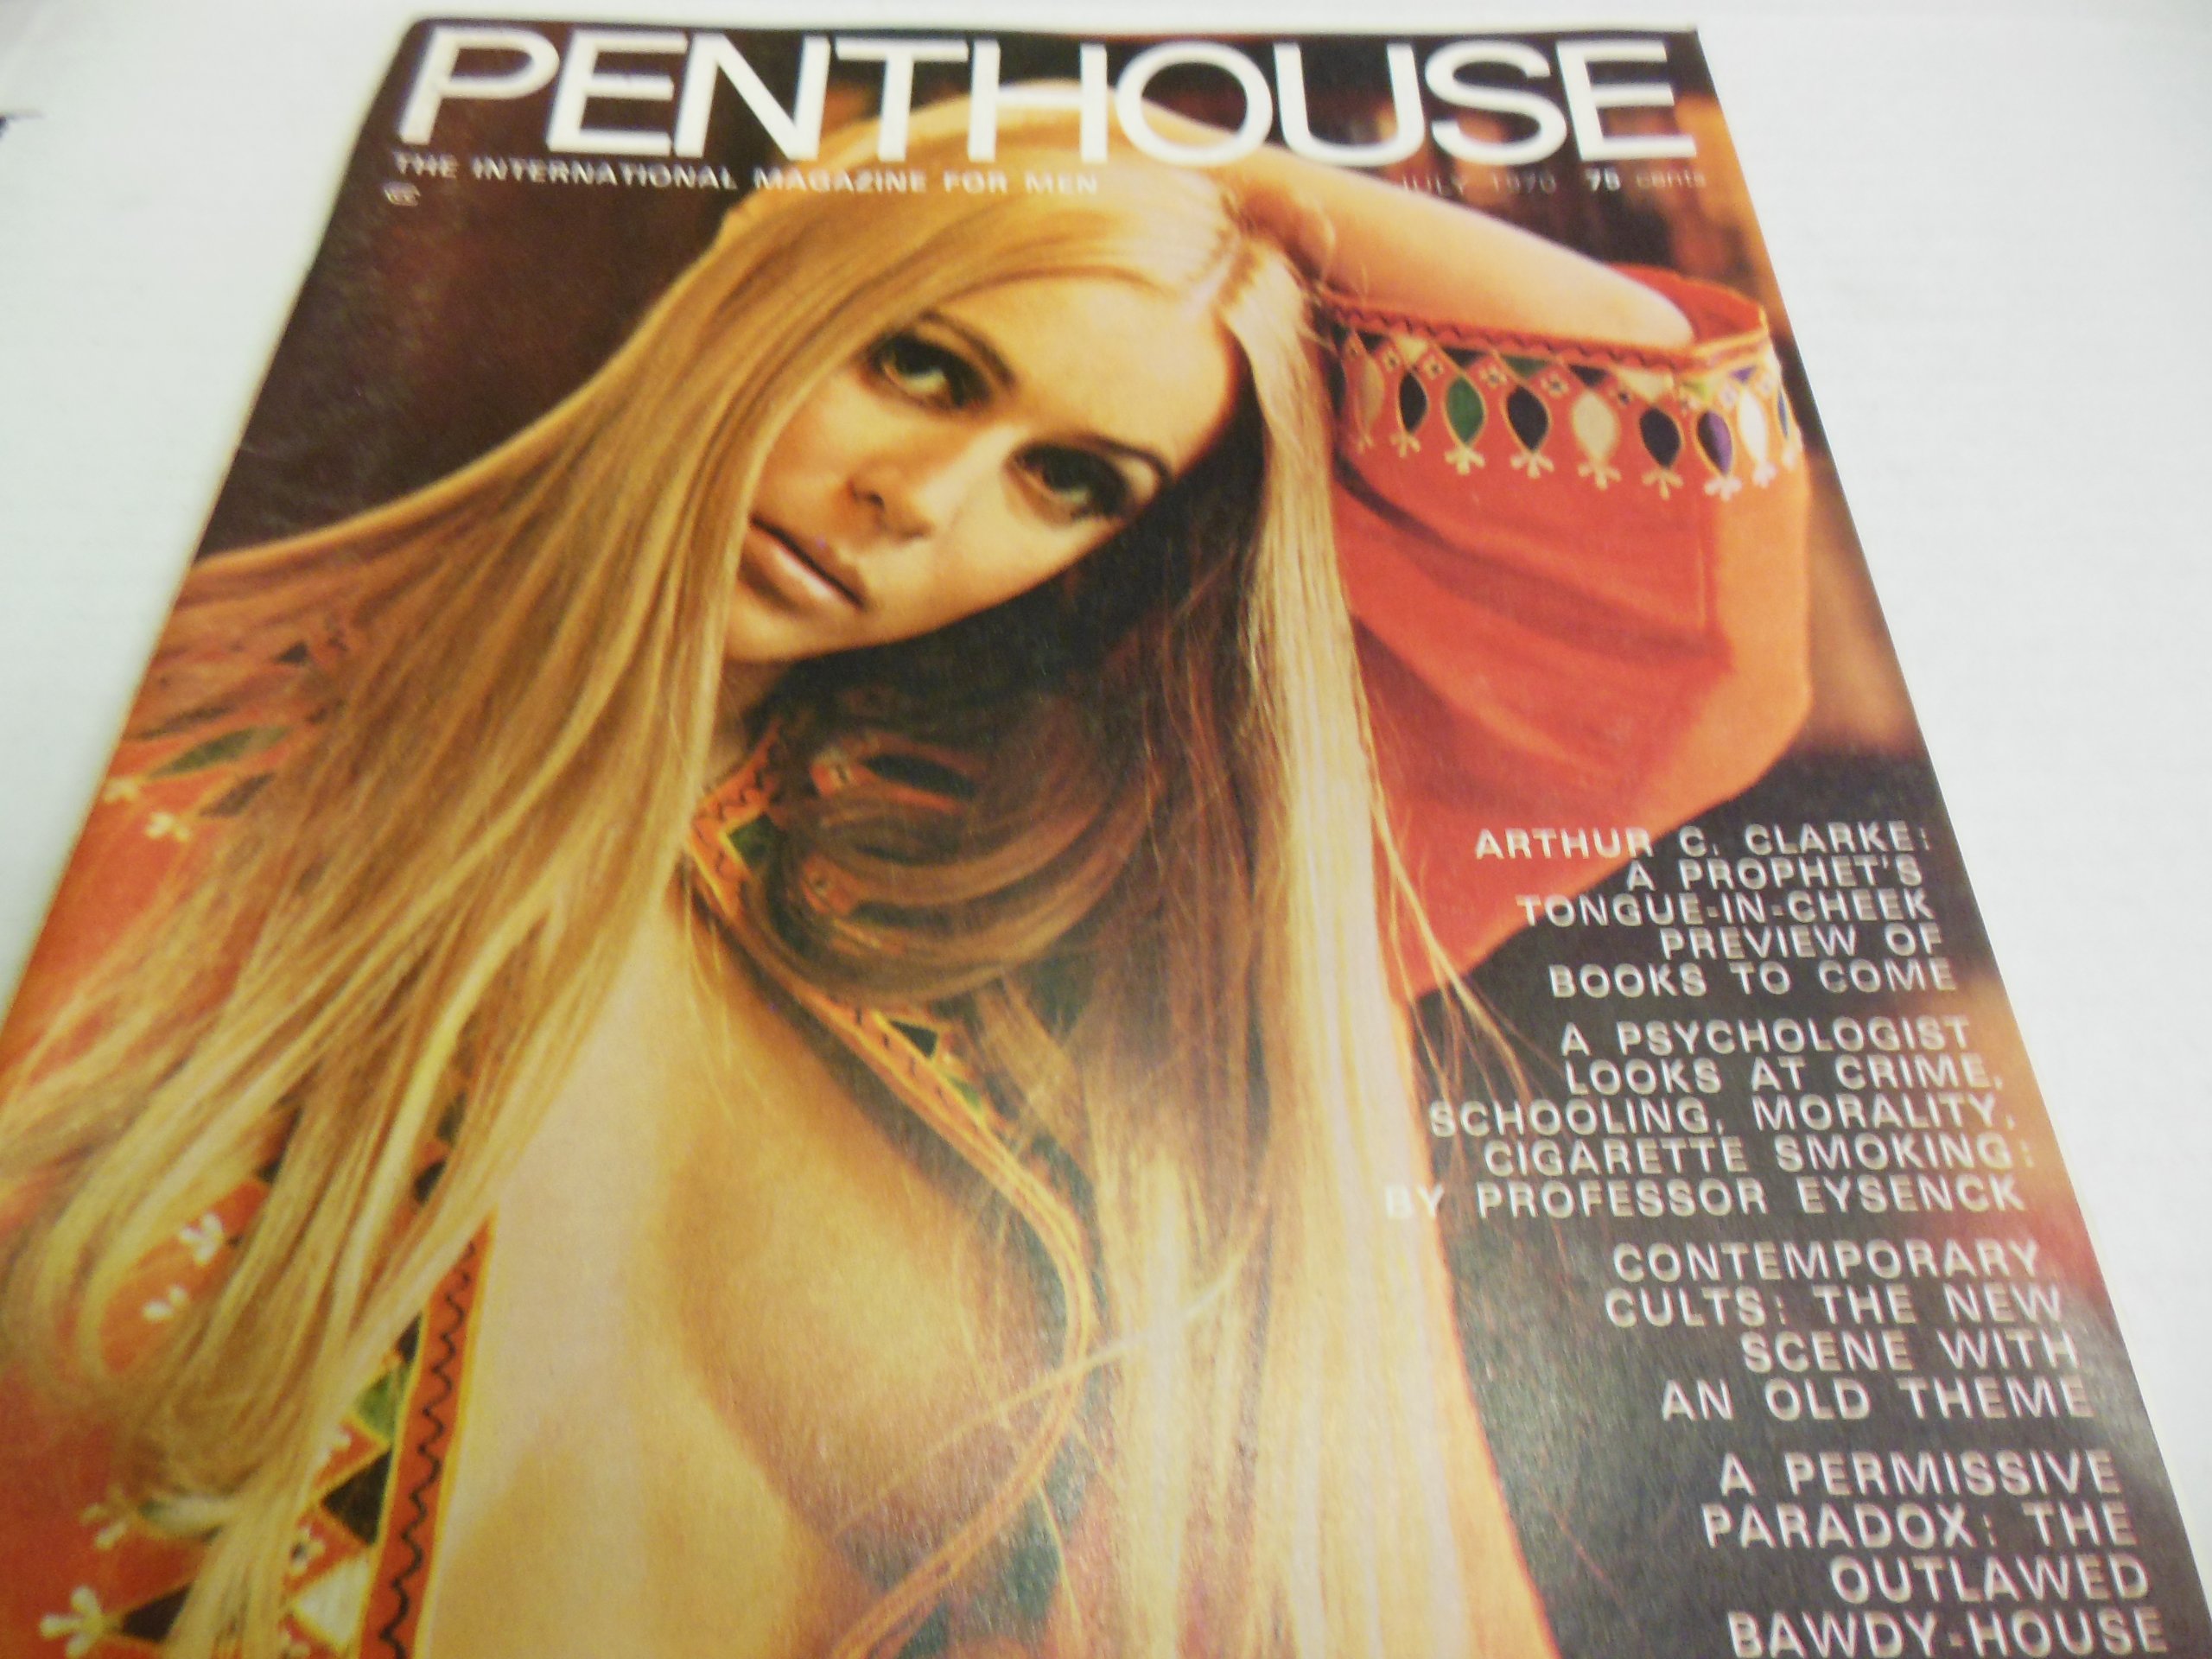 PENTHOUSE
THE INTERNATIONAL MAGAZINE FOR MEN
JULY 1970 75 cents
ARTHUR C. CLARKE:
A PROPHET'S
TONGUE-IN-CHEEK
PREVIEW OF
BOOKS TO COME
A PSYCHOLOGIST
LOOKS AT CRIME,
SCHOOLING, MORALITY,
CIGARETTE SMOKING:
BY PROFESSOR EYSENCK
CONTEMPORARY
CULTS: THE NEW
SCENE WITH
AN OLD THEME
A PERMISSIVE
PARADOX: THE
OUTLAWED
BAWDY-HOUSE